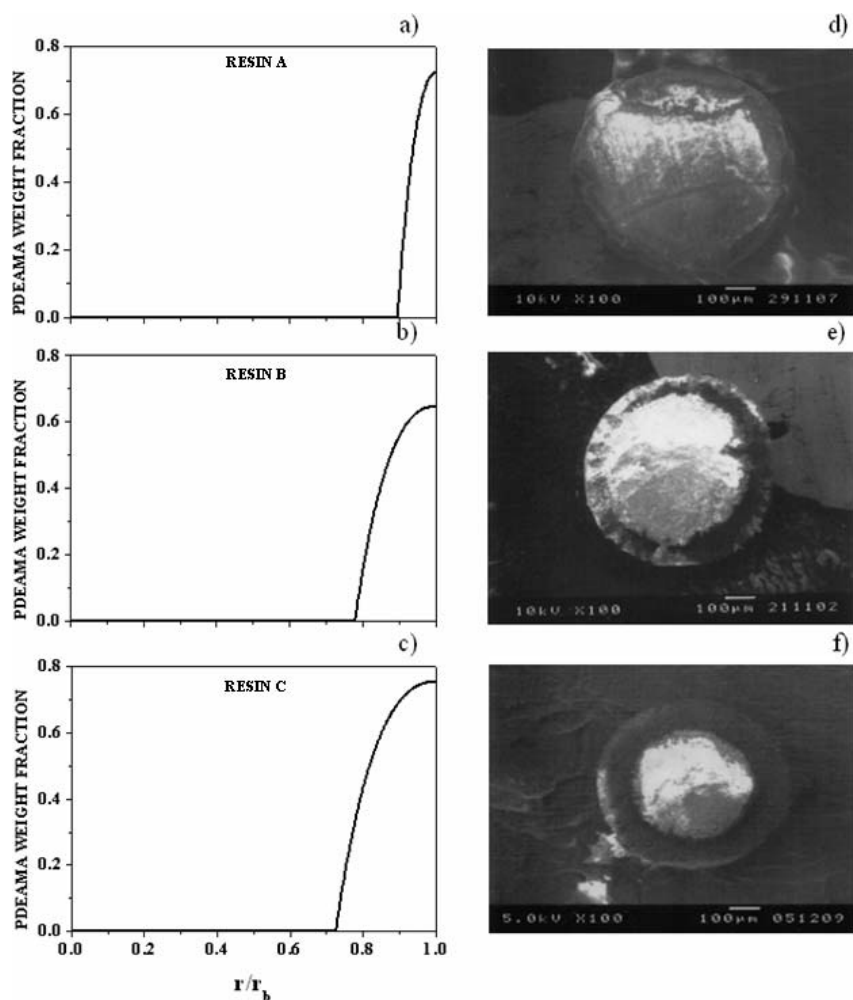 a)
RESIN A
PDEAMA WEIGHT FRACTION
0.8
0.6
0.4
0.2
0.0
d)
10kV X100 100µm 291107
b)
RESIN B
PDEAMA WEIGHT FRACTION
0.8
0.6
0.4
0.2
0.0
e)
10kV X100 100µm 211102
c)
RESIN C
PDEAMA WEIGHT FRACTION
0.8
0.6
0.4
0.2
0.0
0.0 0.2 0.4 0.6 0.8 1.0
r/r_b
f)
5.0kV X100 100µm 051209